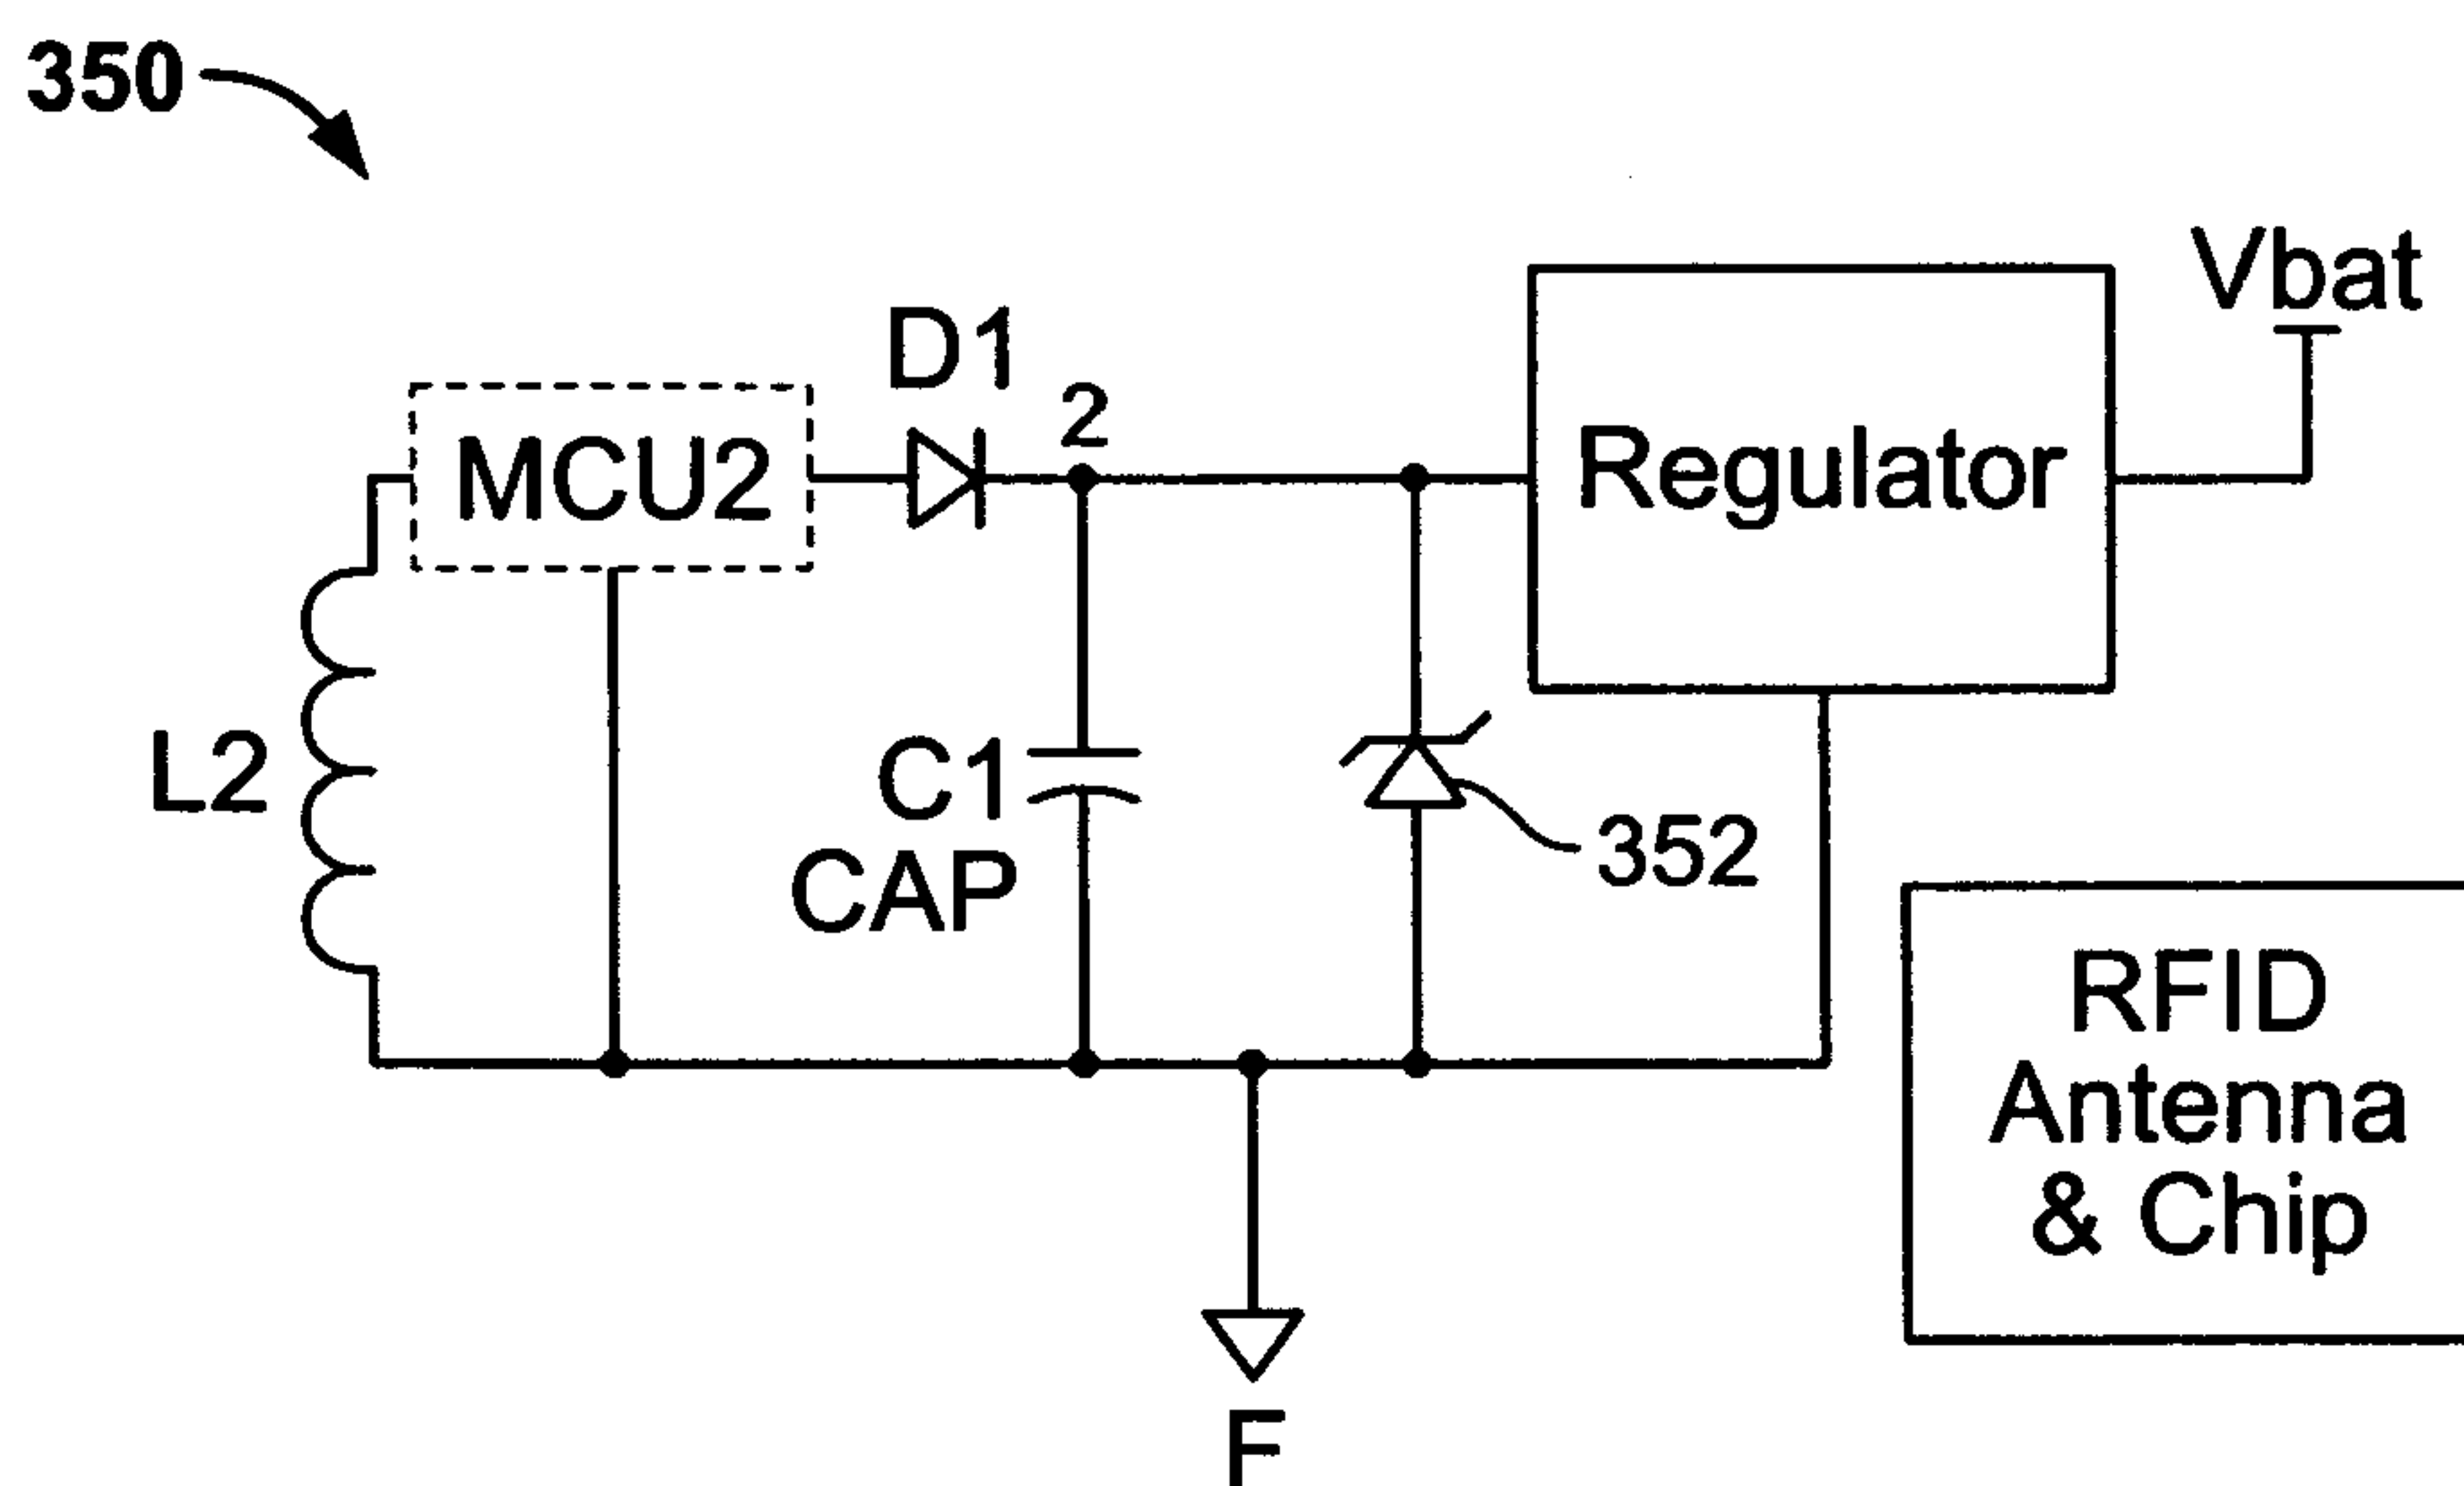 350
Vbat
D1
2
MCU2
Regulator
L2
C1
CAP
352
RFID
Antenna
& Chip
F